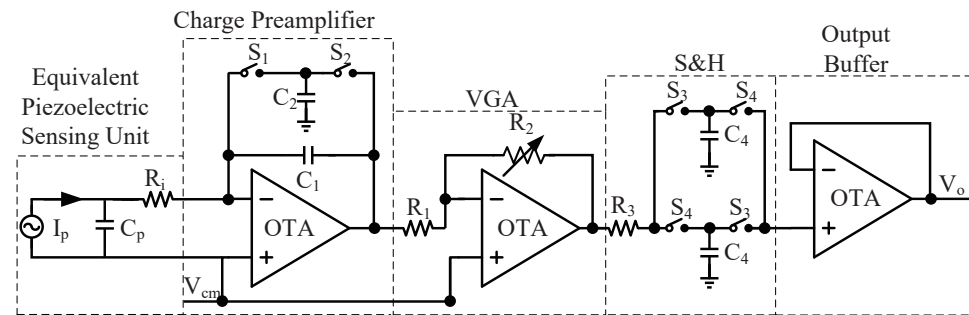 Charge Preamplifier
Output
Buffer
S&H
Equivalent
Piezoelectric
Sensing Unit
VGA
S1
S2
C2
C1
R2
S3
S4
C4
Ri
Ip
Cp
OTA
R1
OTA
R3
S4
S3
C4
OTA
Vo
Vcm